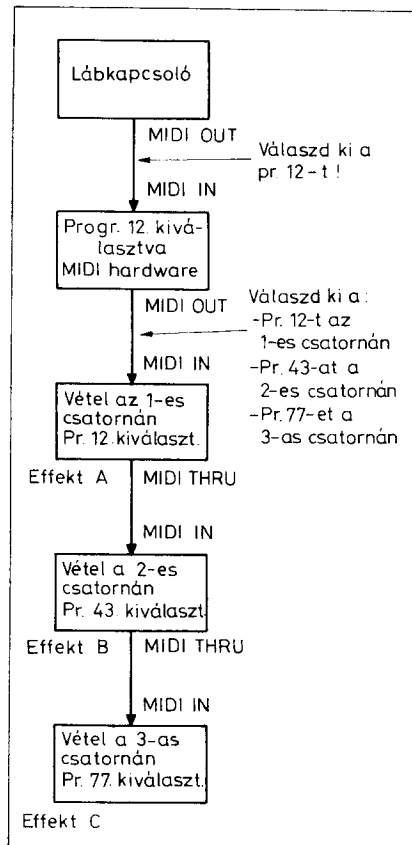 Lábkapcsoló
MIDI OUT
Válaszd ki a
pr. 12-t !
MIDI IN
Progr. 12. kivá-
lasztva
MIDI hardware
MIDI OUT
Válaszd ki a:
-Pr. 12-t az
1-es csatornán
-Pr. 43-at a
2-es csatornán
-Pr. 77-et a
3-as csatornán
MIDI IN
Vétel az 1-es
csatornán
Pr. 12. kiválaszt.
Effekt A
MIDI THRU
MIDI IN
Vétel a 2-es
csatornán
Pr. 43. kiválaszt.
Effekt B
MIDI THRU
MIDI IN
Vétel a 3-as
csatornán
Pr. 77. kiválaszt.
Effekt C